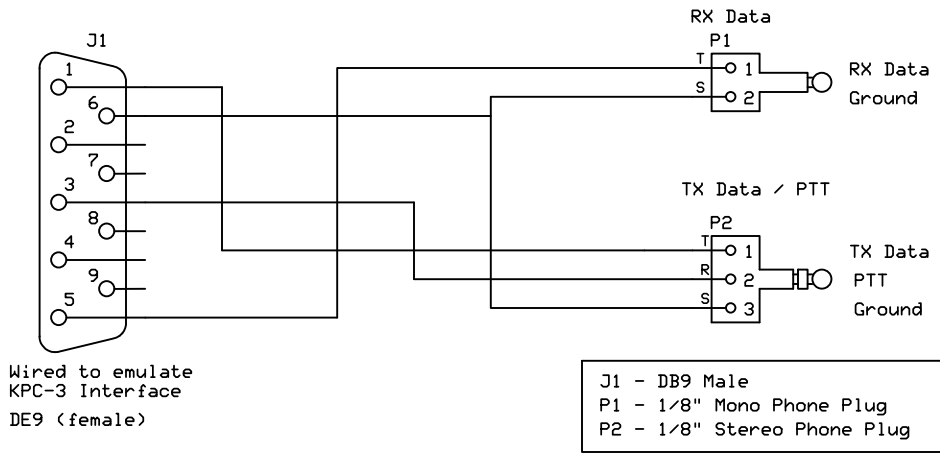 RX Data
J1
P1
1
6
2
7
3
8
4
9
5
T
1
RX Data
S
2
Ground
TX Data / PTT
P2
T
1
TX Data
R
2
PTT
S
3
Ground
Wired to emulate
KPC-3 Interface
DE9 (female)
J1 - DB9 Male
P1 - 1/8" Mono Phone Plug
P2 - 1/8" Stereo Phone Plug